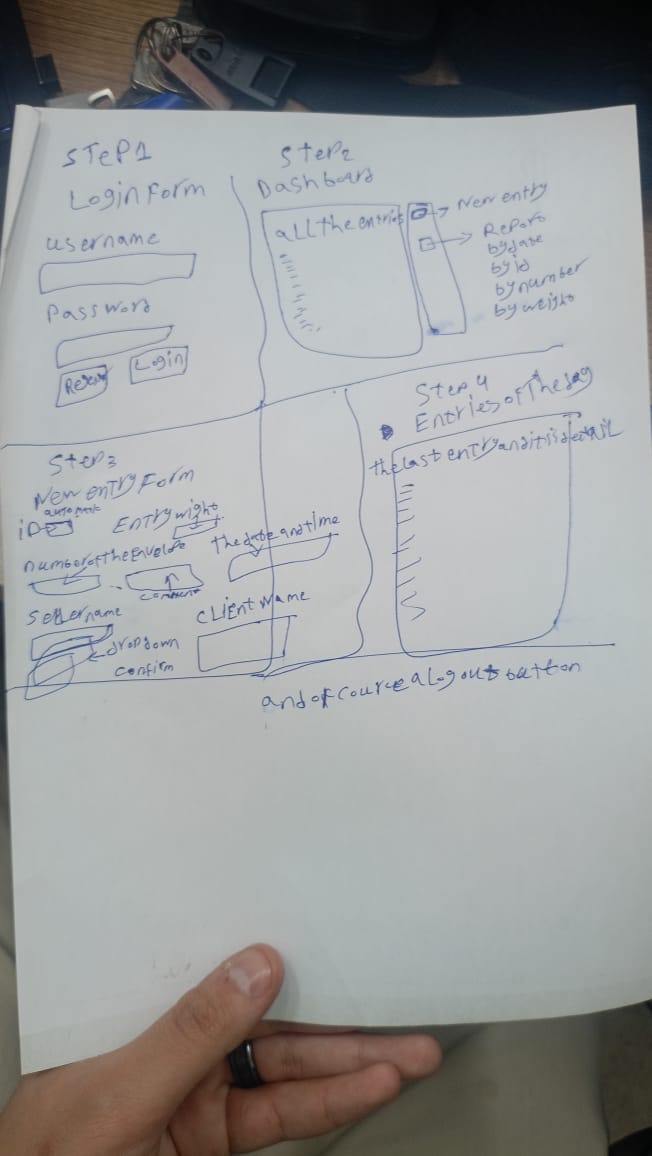 STEP1
Login Form
username
Password
Reset
Login
Step2
Dashboard
all the entries
New entry
Report
by date
by id
by number
by weight
Step3
New entry Form
automatic
iD
Entry wight
number of the Envelope
comment
the date and time
Seller name
dropdown
confirm
Client Name
Step 4
Entries of The day
the last entry and it is detail
and of cource a logout button